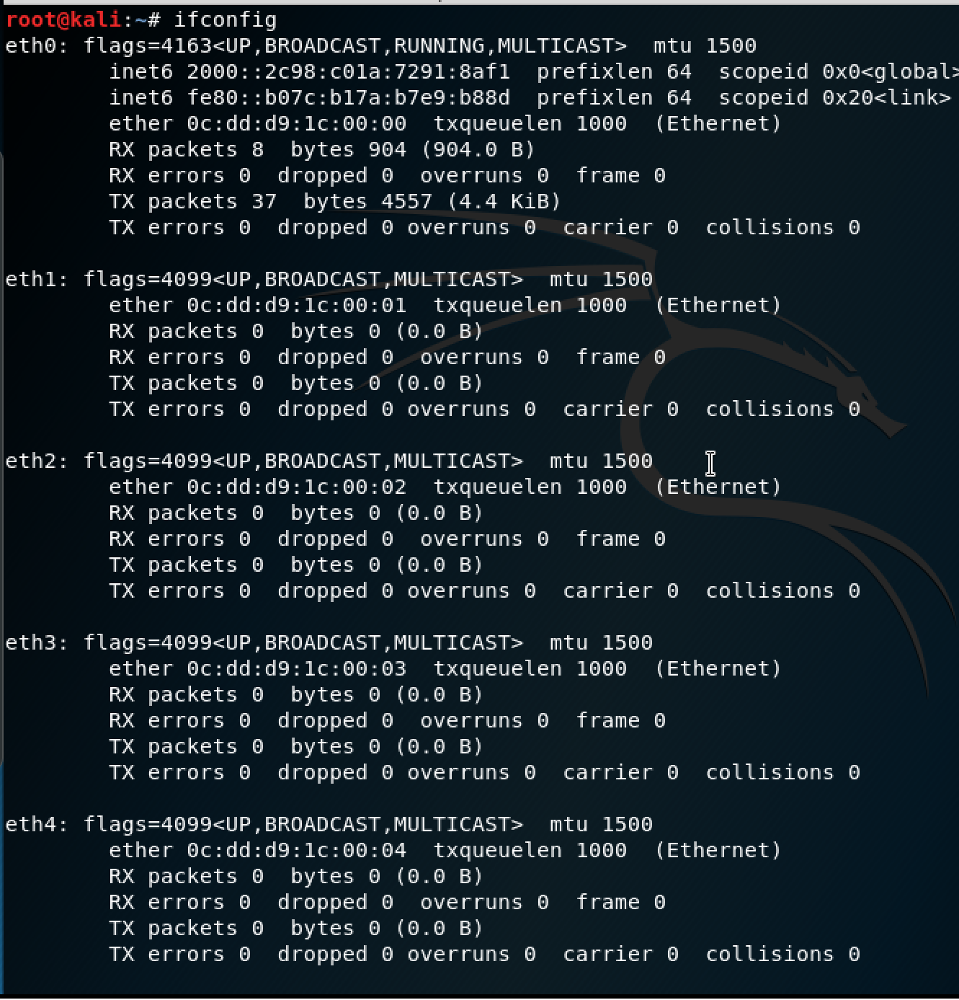 root@kali:~# ifconfig
eth0: flags=4163<UP,BROADCAST,RUNNING,MULTICAST>  mtu 1500
        inet6 2000::2c98:c01a:7291:8af1  prefixlen 64  scopeid 0x0<global>
        inet6 fe80::b07c:b17a:b7e9:b88d  prefixlen 64  scopeid 0x20<link>
        ether 0c:dd:d9:1c:00:00  txqueuelen 1000  (Ethernet)
        RX packets 8  bytes 904 (904.0 B)
        RX errors 0  dropped 0  overruns 0  frame 0
        TX packets 37  bytes 4557 (4.4 KiB)
        TX errors 0  dropped 0 overruns 0  carrier 0  collisions 0

eth1: flags=4099<UP,BROADCAST,MULTICAST>  mtu 1500
        ether 0c:dd:d9:1c:00:01  txqueuelen 1000  (Ethernet)
        RX packets 0  bytes 0 (0.0 B)
        RX errors 0  dropped 0  overruns 0  frame 0
        TX packets 0  bytes 0 (0.0 B)
        TX errors 0  dropped 0 overruns 0  carrier 0  collisions 0

eth2: flags=4099<UP,BROADCAST,MULTICAST>  mtu 1500
        ether 0c:dd:d9:1c:00:02  txqueuelen 1000  (Ethernet)
        RX packets 0  bytes 0 (0.0 B)
        RX errors 0  dropped 0  overruns 0  frame 0
        TX packets 0  bytes 0 (0.0 B)
        TX errors 0  dropped 0 overruns 0  carrier 0  collisions 0

eth3: flags=4099<UP,BROADCAST,MULTICAST>  mtu 1500
        ether 0c:dd:d9:1c:00:03  txqueuelen 1000  (Ethernet)
        RX packets 0  bytes 0 (0.0 B)
        RX errors 0  dropped 0  overruns 0  frame 0
        TX packets 0  bytes 0 (0.0 B)
        TX errors 0  dropped 0 overruns 0  carrier 0  collisions 0

eth4: flags=4099<UP,BROADCAST,MULTICAST>  mtu 1500
        ether 0c:dd:d9:1c:00:04  txqueuelen 1000  (Ethernet)
        RX packets 0  bytes 0 (0.0 B)
        RX errors 0  dropped 0  overruns 0  frame 0
        TX packets 0  bytes 0 (0.0 B)
        TX errors 0  dropped 0 overruns 0  carrier 0  collisions 0